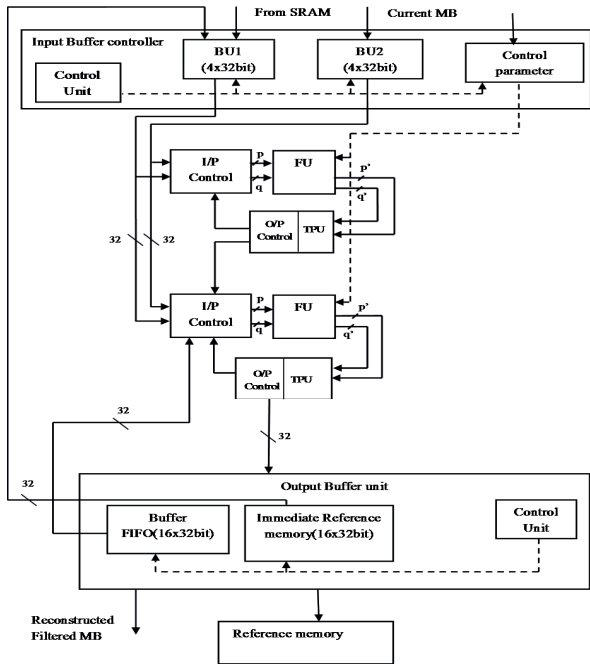 From SRAM
Current MB
Input Buffer controller
BU1
(4x32bit)
BU2
(4x32bit)
Control
parameter
Control
Unit
I/P
Control
p
q
FU
p'
q'
O/P
Control
TPU
32
32
I/P
Control
p
q
FU
p'
q'
O/P
Control
TPU
32
32
32
Output Buffer unit
Buffer
FIFO(16x32bit)
Immediate Reference
memory(16x32bit)
Control
Unit
Reconstructed
Filtered MB
Reference memory